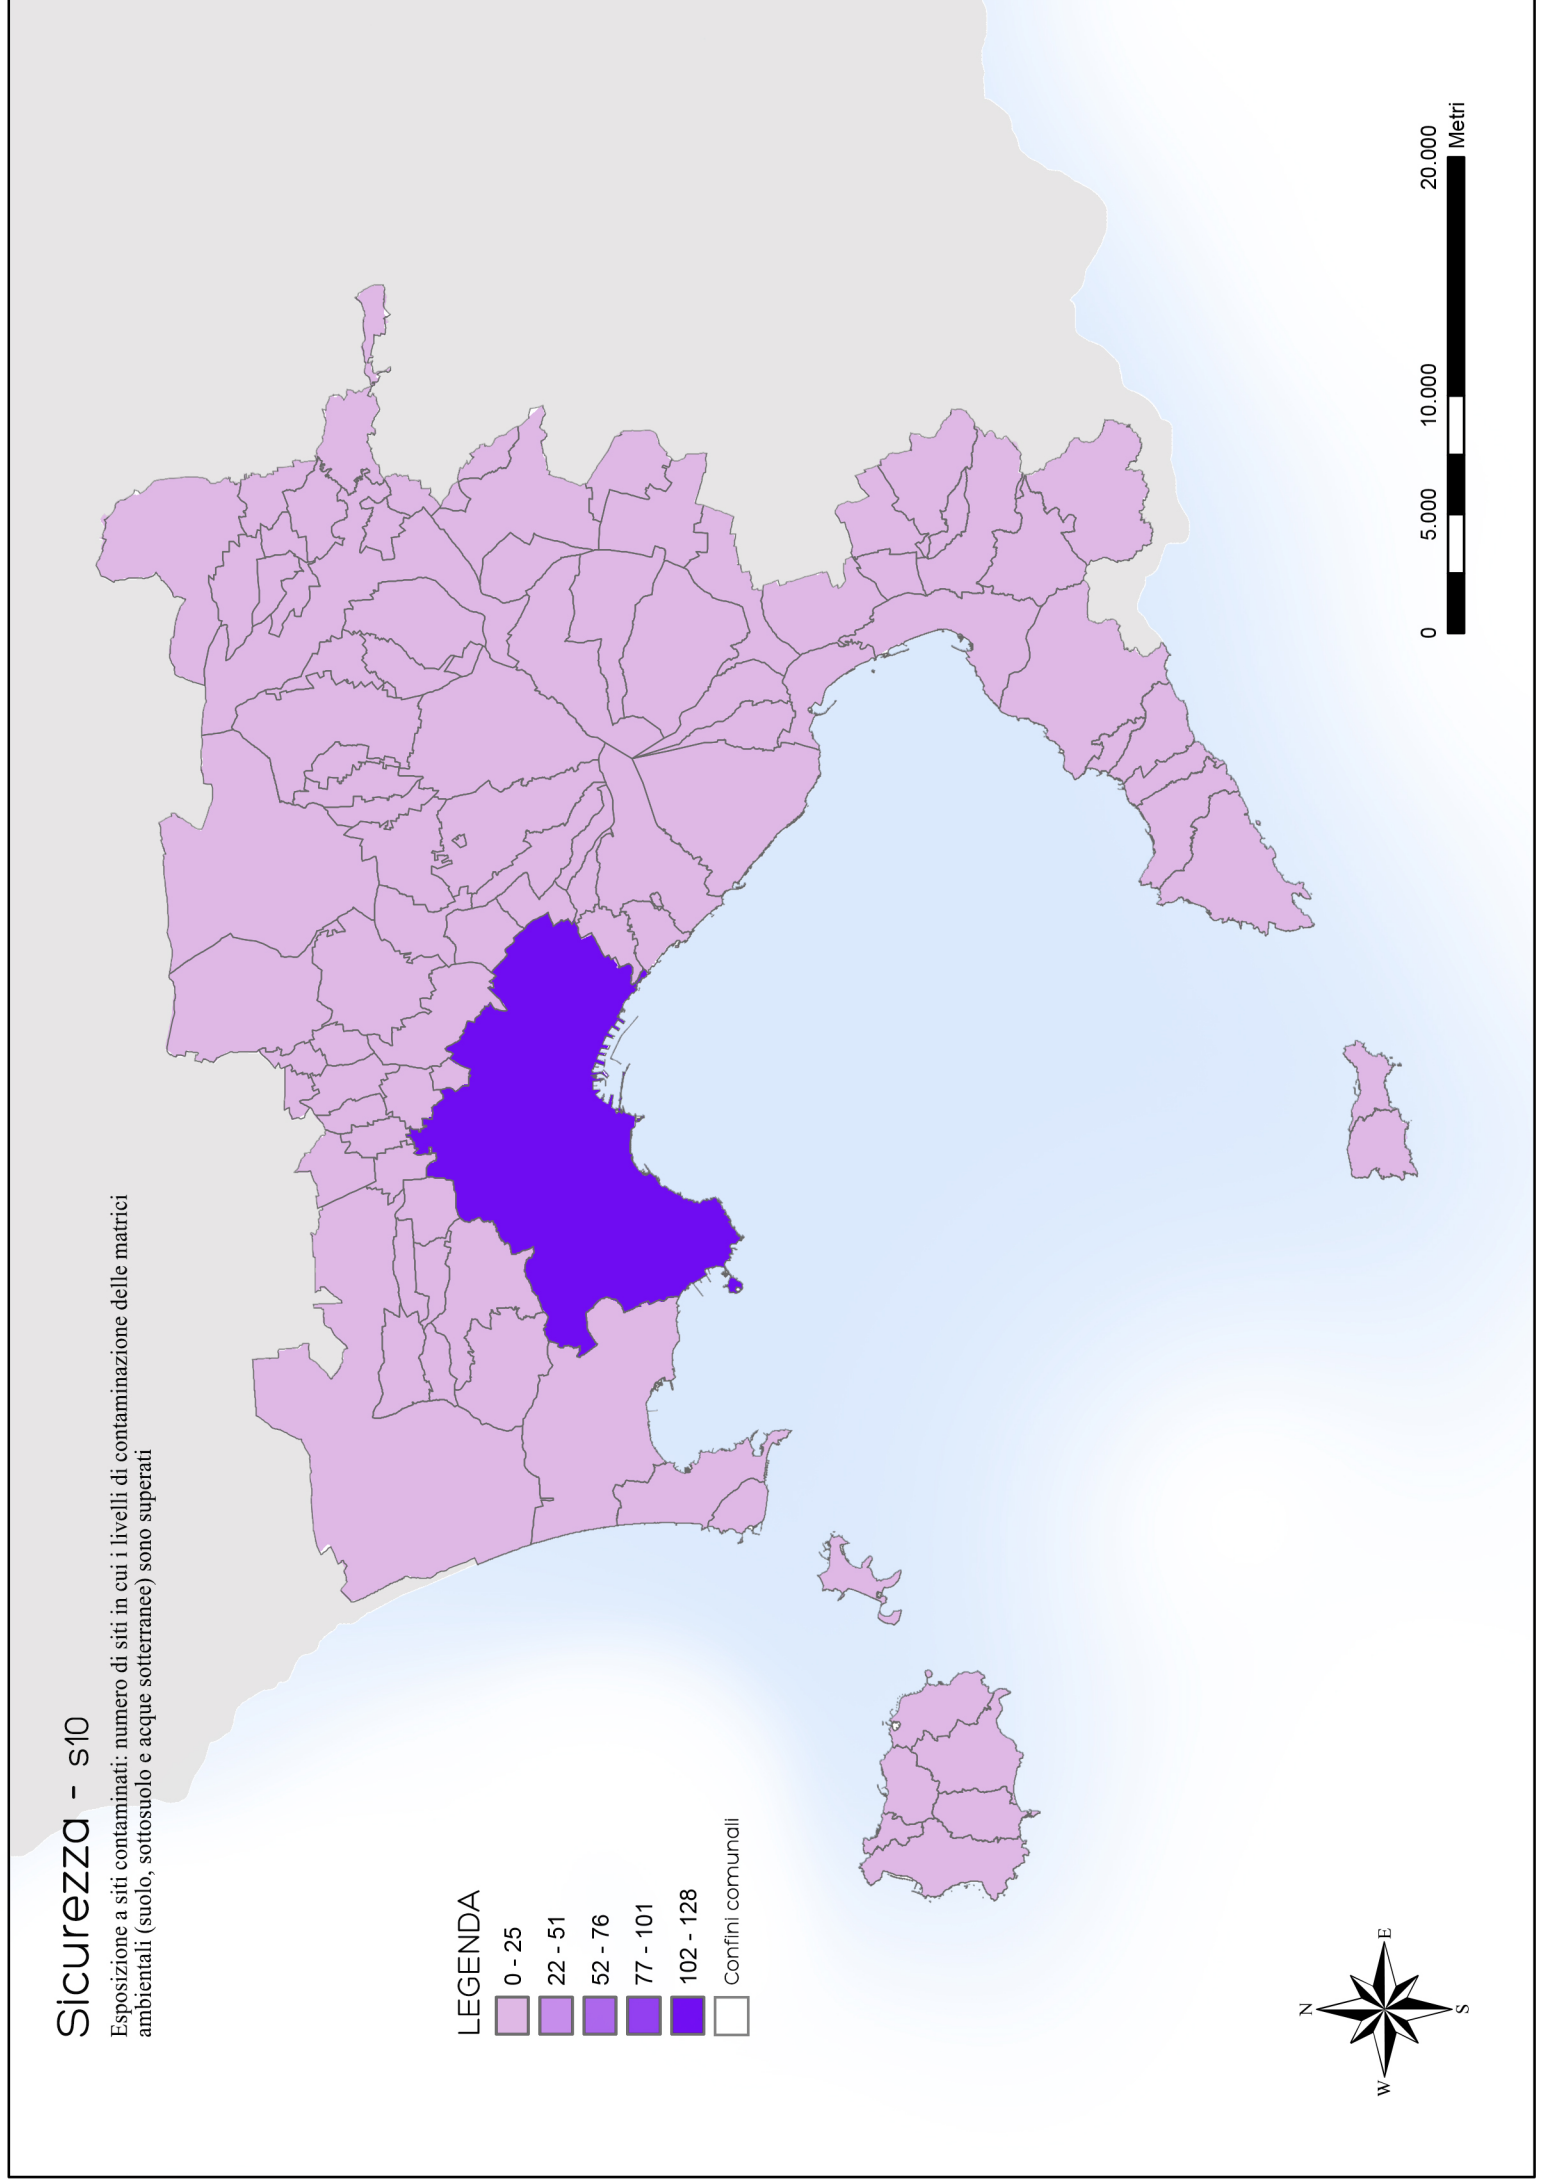 Sicurezza - s10
Esposizione a siti contaminati: numero di siti in cui i livelli di contaminazione delle matrici
ambientali (suolo, sottosuolo e acque sotterranee) sono superati
LEGENDA
0 - 25
22 - 51
52 - 76
77 - 101
102 - 128
Confini comunali
N
W E
S
0 5.000 10.000 20.000
Metri